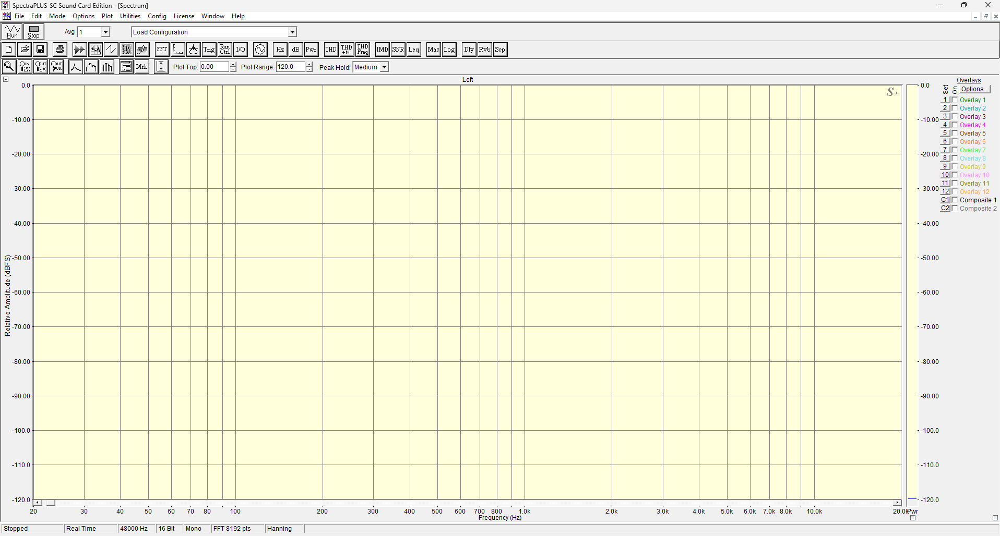 SpectraPLUS-SC Sound Card Edition - [Spectrum]
File Edit Mode Options Plot Utilities Config License Window Help
Run Stop Avg 1 Load Configuration
FFT Trig Run Ctrl I/O Hz dB Pwr THD THD +N THD Freq IMD SNR Leq Mac Log Dly Rvb Scp
IN 2X OUT 2X OUT FULL Mrk Plot Top: 0.00 Plot Range: 120.0 Peak Hold: Medium
Left
S+
Relative Amplitude (dBFS)
0.0
-10.00
-20.00
-30.00
-40.00
-50.00
-60.00
-70.00
-80.00
-90.00
-100.0
-110.0
-120.0
20 30 40 50 60 70 80 100 200 300 400 500 600 700 800 1.0k 2.0k 3.0k 4.0k 5.0k 6.0k 7.0k 8.0k 10.0k 20.0k Pwr
Frequency (Hz)
0.0
-10.00
-20.00
-30.00
-40.00
-50.00
-60.00
-70.00
-80.00
-90.00
-100.0
-110.0
-120.0
Overlays
Set On Options...
1 Overlay 1
2 Overlay 2
3 Overlay 3
4 Overlay 4
5 Overlay 5
6 Overlay 6
7 Overlay 7
8 Overlay 8
9 Overlay 9
10 Overlay 10
11 Overlay 11
12 Overlay 12
C1 Composite 1
C2 Composite 2
Stopped Real Time 48000 Hz 16 Bit Mono FFT 8192 pts Hanning